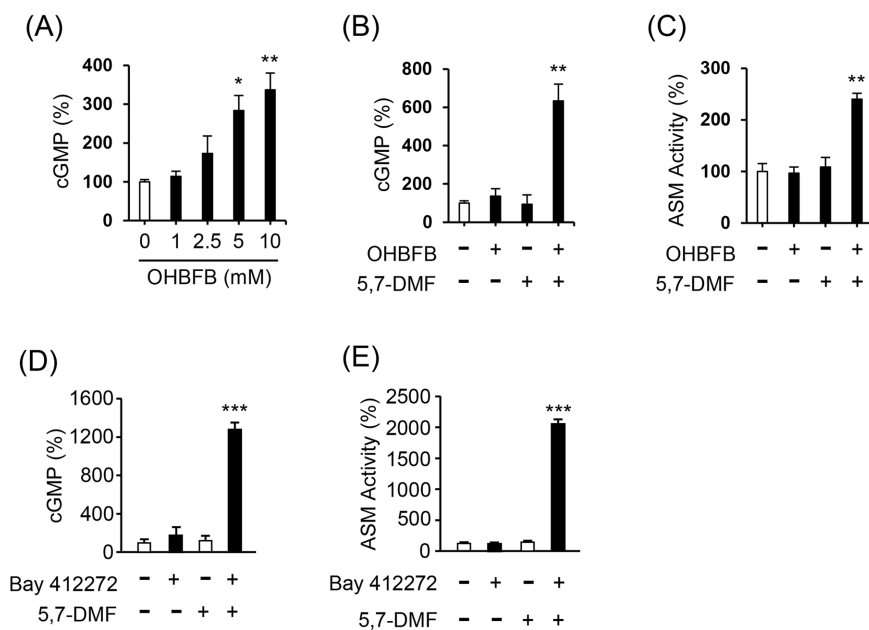 (A)
cGMP (%)
400
300
200
100
0
*
**
0 1 2.5 5 10
OHBFB (mM)
(B)
cGMP (%)
800
600
400
200
0
**
OHBFB - + - +
5,7-DMF - - + +
(C)
ASM Activity (%)
300
200
100
0
**
OHBFB - + - +
5,7-DMF - - + +
(D)
cGMP (%)
1600
1200
800
400
0
***
Bay 412272 - + - +
5,7-DMF - - + +
(E)
ASM Activity (%)
2500
2000
1500
1000
500
0
***
Bay 412272 - + - +
5,7-DMF - - + +